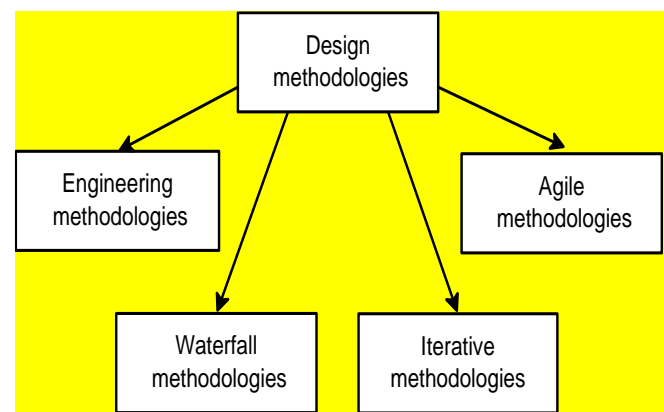 Design
methodologies
Engineering
methodologies
Agile
methodologies
Waterfall
methodologies
Iterative
methodologies